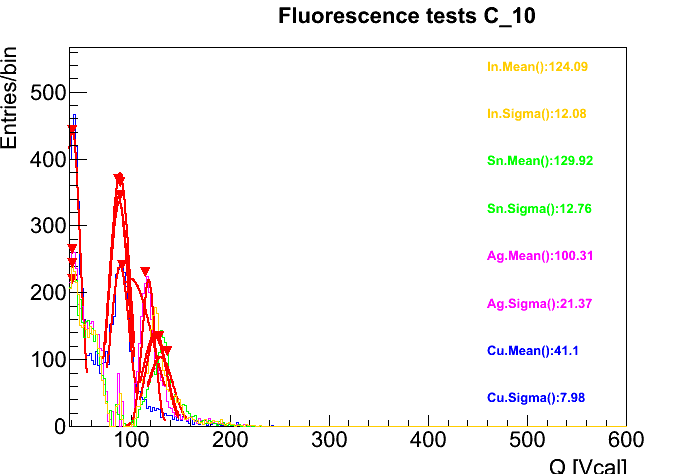 Fluorescence tests C_10
Entries/bin
500
400
300
200
100
0
In.Mean():124.09
In.Sigma():12.08
Sn.Mean():129.92
Sn.Sigma():12.76
Ag.Mean():100.31
Ag.Sigma():21.37
Cu.Mean():41.1
Cu.Sigma():7.98
100 200 300 400 500 600
Q [Vcal]